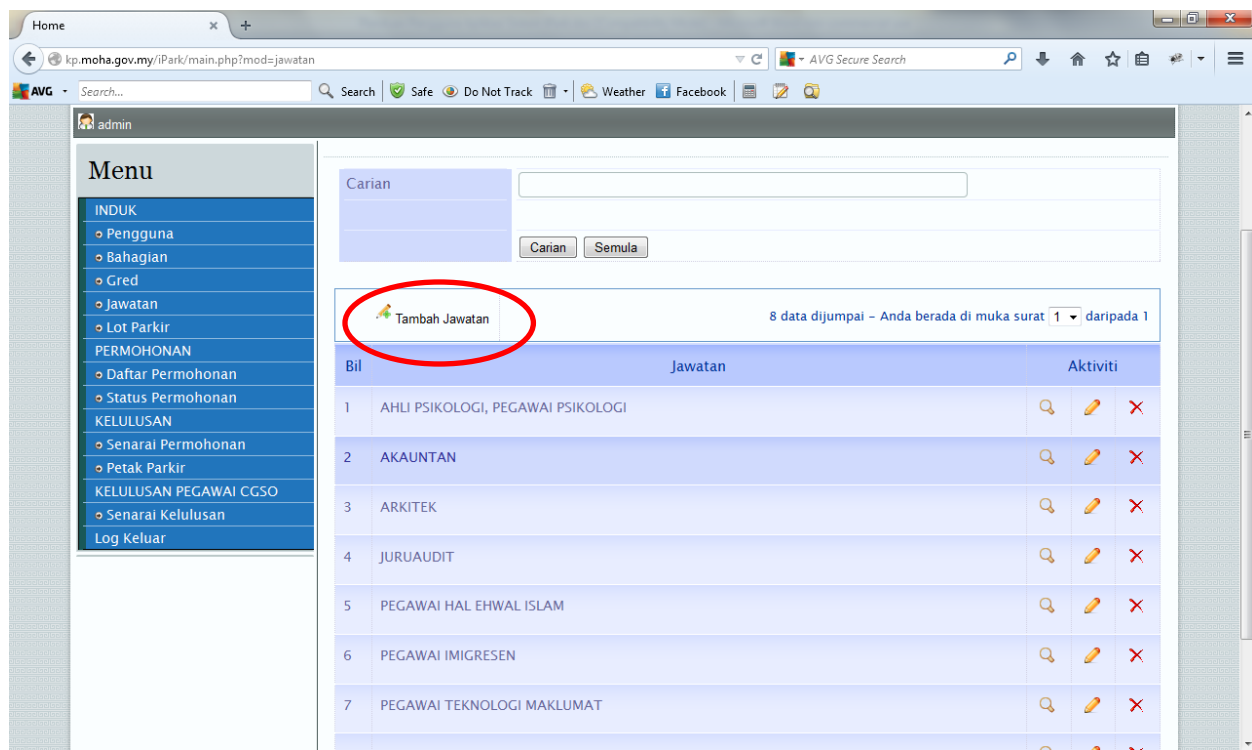 Home
kp.moha.gov.my/iPark/main.php?mod=jawatan
AVG Secure Search
AVG Search... Search Safe Do Not Track Weather Facebook
admin
Menu
INDUK
Pengguna
Bahagian
Gred
Jawatan
Lot Parkir
PERMOHONAN
Daftar Permohonan
Status Permohonan
KELULUSAN
Senarai Permohonan
Petak Parkir
KELULUSAN PEGAWAI CGSO
Senarai Kelulusan
Log Keluar
Carian
Carian Semula
Tambah Jawatan 8 data dijumpai – Anda berada di muka surat 1 daripada 1
Bil Jawatan Aktiviti
1 AHLI PSIKOLOGI, PEGAWAI PSIKOLOGI
2 AKAUNTAN
3 ARKITEK
4 JURUAUDIT
5 PEGAWAI HAL EHWAL ISLAM
6 PEGAWAI IMIGRESEN
7 PEGAWAI TEKNOLOGI MAKLUMAT